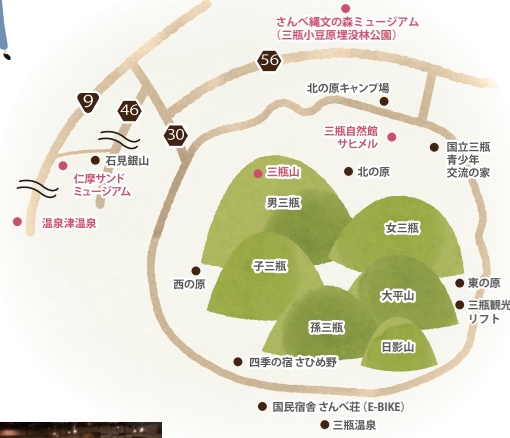 さんべ縄文の森ミュージアム
（三瓶小豆原埋没林公園）
56
北の原キャンプ場
9
46
30
三瓶自然館
サヒメル
国立三瓶
青少年
交流の家
石見銀山
仁摩サンド
ミュージアム
三瓶山
北の原
男三瓶
温泉津温泉
女三瓶
子三瓶
西の原
東の原
大平山
三瓶観光
リフト
孫三瓶
日影山
四季の宿 さひめ野
国民宿舎 さんべ荘（E-BIKE）
三瓶温泉